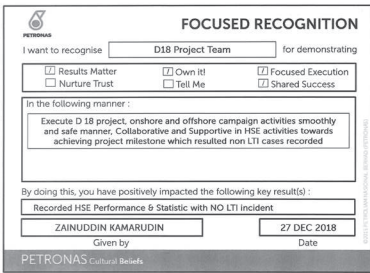 PETRONAS
FOCUSED RECOGNITION
I want to recognise D18 Project Team for demonstrating
Results Matter Own it! Focused Execution
Nurture Trust Tell Me Shared Success
In the following manner :
Execute D 18 project, onshore and offshore campaign activities smoothly
and safe manner, Collaborative and Supportive in HSE activities towards
achieving project milestone which resulted non LTI cases recorded
By doing this, you have positively impacted the following key result(s) :
Recorded HSE Performance & Statistic with NO LTI incident
ZAINUDDIN KAMARUDIN 27 DEC 2018
Given by Date
PETRONAS Cultural Beliefs